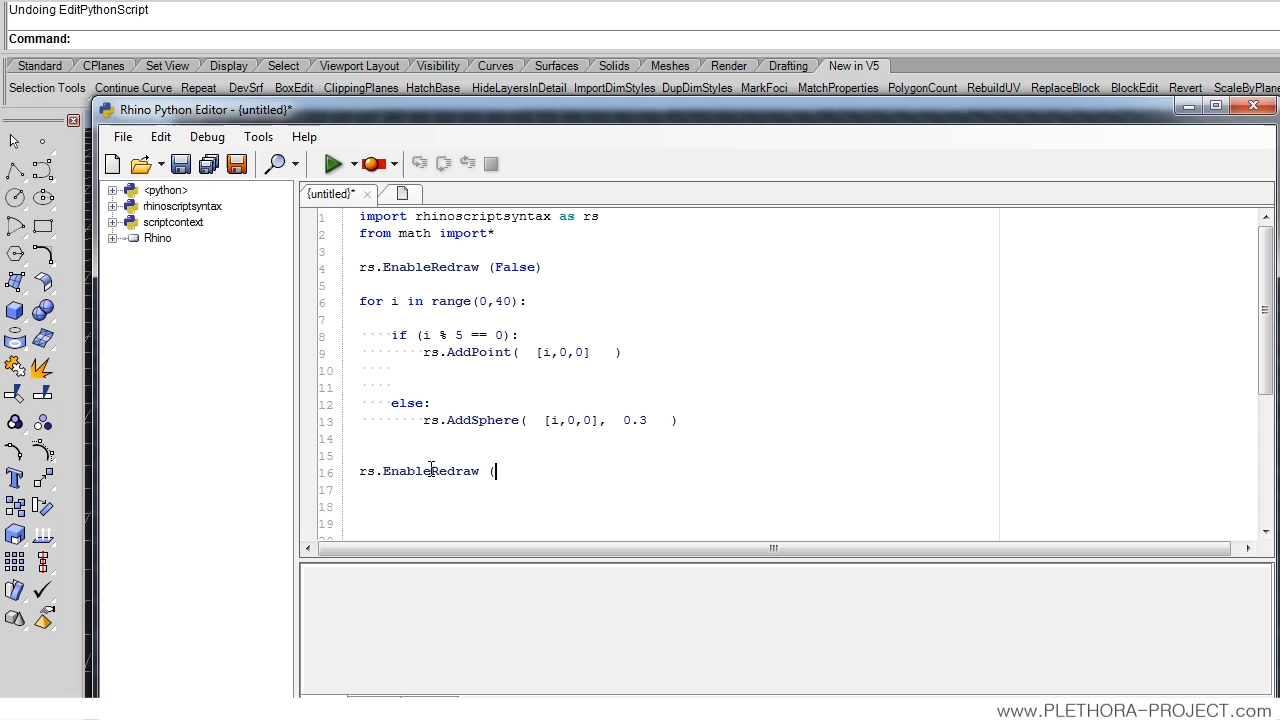 Undoing EditPythonScript
Command:
Standard CPlanes Set View Display Select Viewport Layout Visibility Curves Surfaces Solids Meshes Render Drafting New in V5
Selection Tools Continue Curve Repeat DevSrf BoxEdit ClippingPlanes HatchBase HideLayersInDetail ImportDimStyles DupDimStyles MarkFoci MatchProperties PolygonCount RebuildUV ReplaceBlock BlockEdit Revert ScaleByPlane
Rhino Python Editor - {untitled}*
File Edit Debug Tools Help
{untitled}*
<python>
rhinoscriptsyntax
scriptcontext
Rhino
1 import rhinoscriptsyntax as rs
2 from math import*
3
4 rs.EnableRedraw (False)
5
6 for i in range(0,40):
7
8 ····if (i % 5 == 0):
9 ········rs.AddPoint(  [i,0,0]   )
10 ····
11 ····
12 ····else:
13 ········rs.AddSphere(  [i,0,0],  0.3   )
14
15
16 rs.EnableRedraw (
17
18
19
www.PLETHORA-PROJECT.com